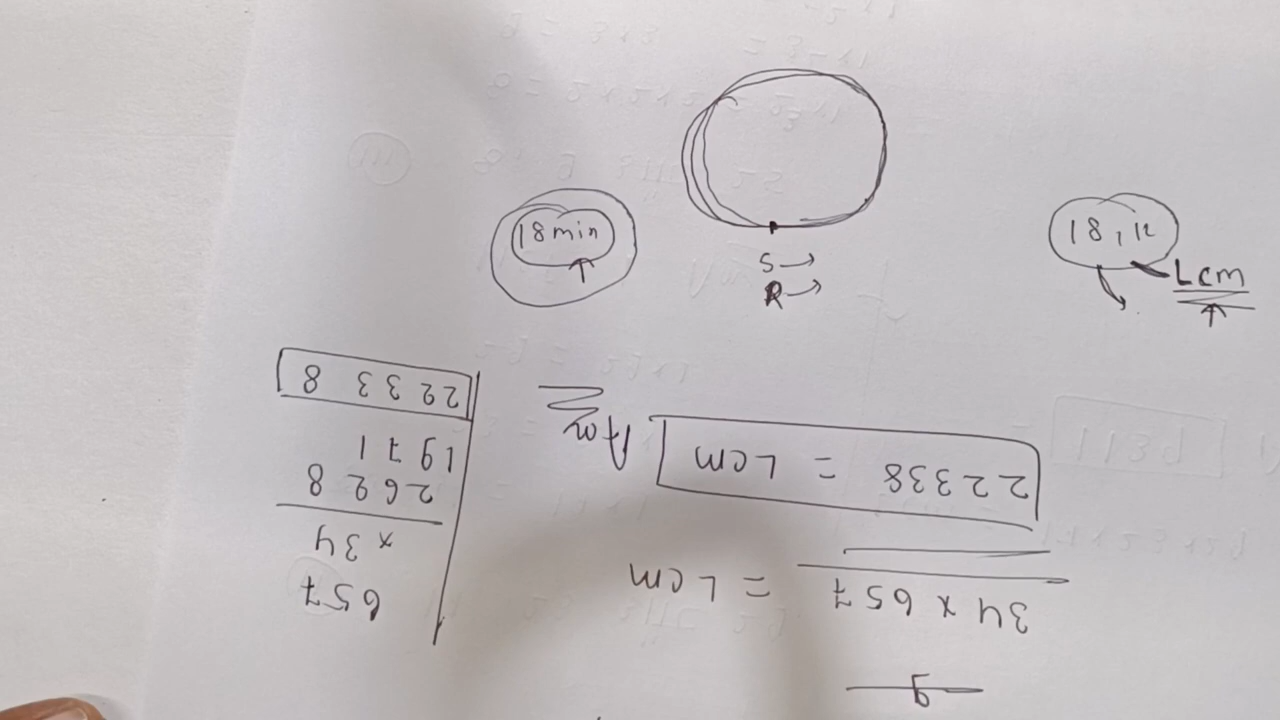 18 min
S →
R →
18, 12
Lcm
9
34 x 657 = Lcm
22338 = Lcm
Ans
657
x 34
2628
1971
22338